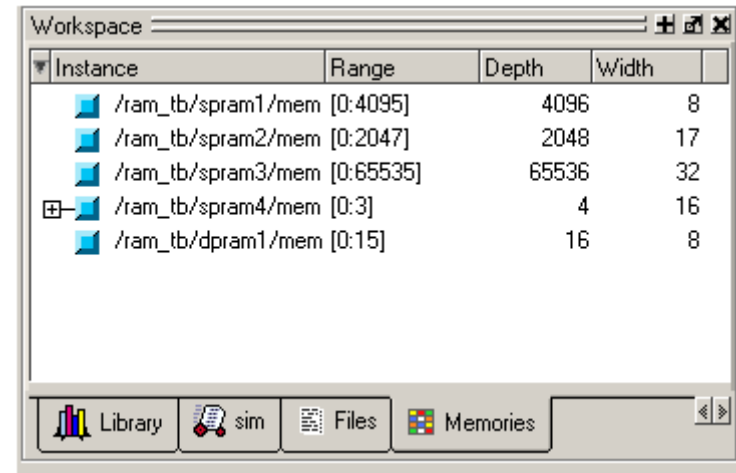 Workspace
Instance Range Depth Width
/ram_tb/spram1/mem [0:4095] 4096 8
/ram_tb/spram2/mem [0:2047] 2048 17
/ram_tb/spram3/mem [0:65535] 65536 32
/ram_tb/spram4/mem [0:3] 4 16
/ram_tb/dpram1/mem [0:15] 16 8
Library sim Files Memories